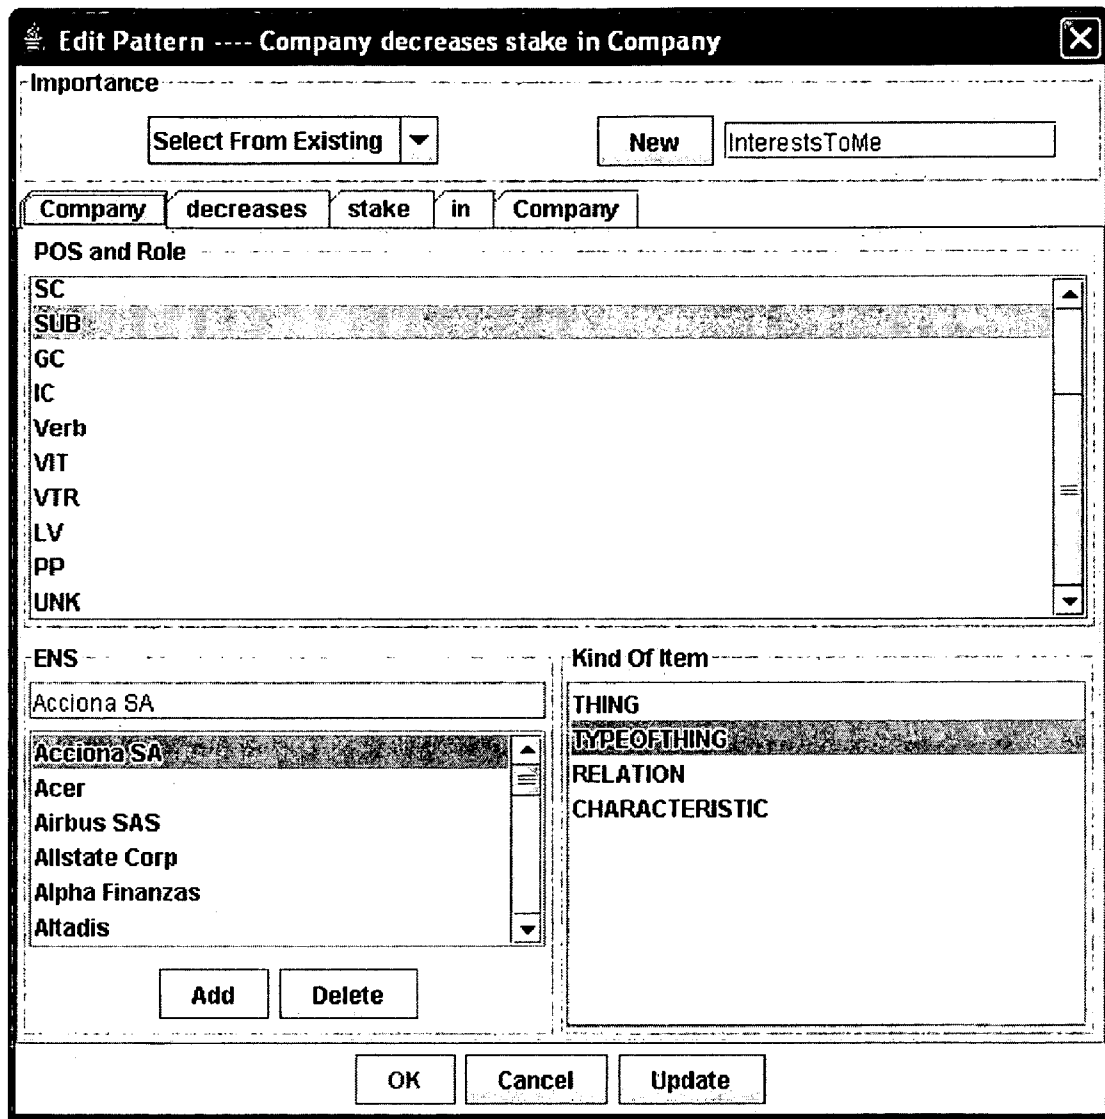 Edit Pattern ---- Company decreases stake in Company
Importance
Select From Existing
New
InterestsToMe
Company decreases stake in Company
POS and Role
SC
SUB
GC
IC
Verb
VIT
VTR
LV
PP
UNK
ENS
Acciona SA
Acciona SA
Acer
Airbus SAS
Allstate Corp
Alpha Finanzas
Altadis
Add Delete
Kind Of Item
THING
TYPEOFTHING
RELATION
CHARACTERISTIC
OK Cancel Update